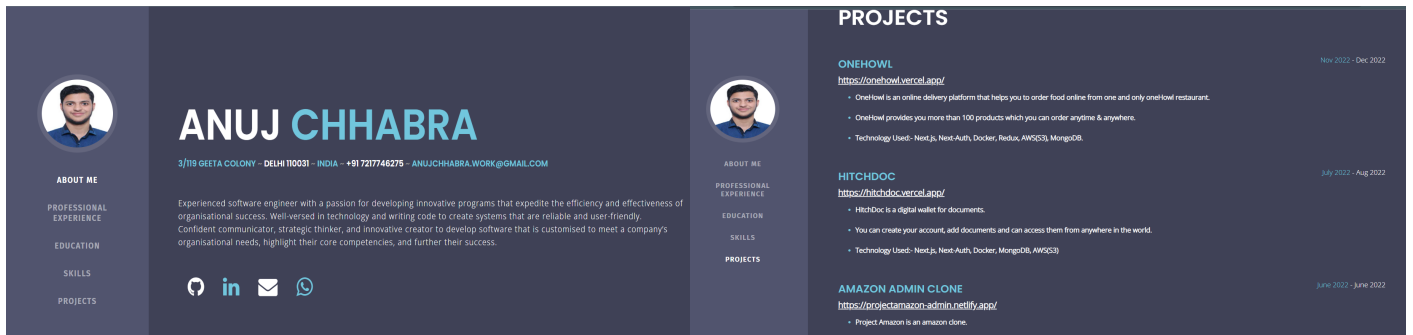 ABOUT ME
PROFESSIONAL
EXPERIENCE
EDUCATION
SKILLS
PROJECTS
ANUJ CHHABRA
3/119 GEETA COLONY – DELHI 110031 – INDIA – +91 7217746275 – ANUJCHHABRA.WORK@GMAIL.COM
Experienced software engineer with a passion for developing innovative programs that expedite the efficiency and effectiveness of
organisational success. Well-versed in technology and writing code to create systems that are reliable and user-friendly.
Confident communicator, strategic thinker, and innovative creator to develop software that is customised to meet a company's
organisational needs, highlight their core competencies, and further their success.
in
ABOUT ME
PROFESSIONAL
EXPERIENCE
EDUCATION
SKILLS
PROJECTS
PROJECTS
ONEHOWL
Nov 2022 - Dec 2022
https://onehowl.vercel.app/
OneHowl is an online delivery platform that helps you to order food online from one and only oneHowl restaurant.
OneHowl provides you more than 100 products which you can order anytime & anywhere.
Technology Used:- Next.js, Next-Auth, Docker, Redux, AWS(S3), MongoDB.
HITCHDOC
July 2022 - Aug 2022
https://hitchdoc.vercel.app/
HitchDoc is a digital wallet for documents.
You can create your account, add documents and can access them from anywhere in the world.
Technology Used:- Next.js, Next-Auth, Docker, MongoDB, AWS(S3)
AMAZON ADMIN CLONE
June 2022 - June 2022
https://projectamazon-admin.netlify.app/
Project Amazon is an amazon clone.